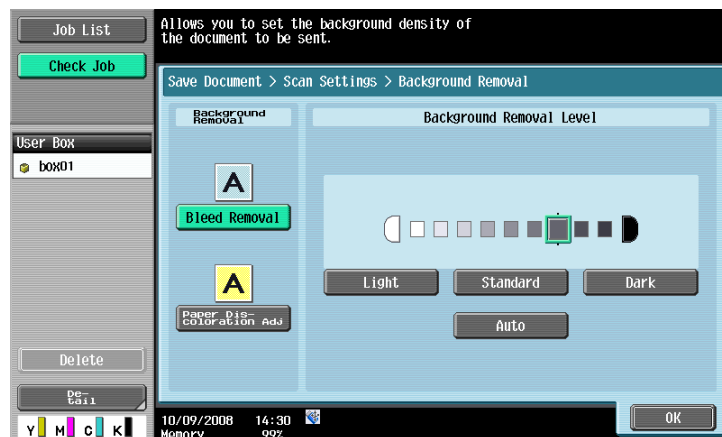 Job List
Allows you to set the background density of
the document to be sent.
Check Job
Save Document > Scan Settings > Background Removal
Background
Removal
Background Removal Level
User Box
box01
A
Bleed Removal
Light
Standard
Dark
A
Paper Dis-
coloration Adj
Auto
Delete
De-
tail
OK
Y M C K
10/09/2008 14:30
Memory 99%